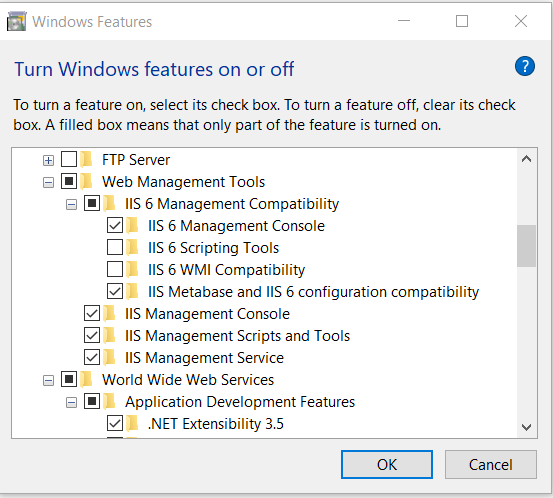 Windows Features
Turn Windows features on or off
?
To turn a feature on, select its check box. To turn a feature off, clear its check
box. A filled box means that only part of the feature is turned on.
FTP Server
Web Management Tools
IIS 6 Management Compatibility
IIS 6 Management Console
IIS 6 Scripting Tools
IIS 6 WMI Compatibility
IIS Metabase and IIS 6 configuration compatibility
IIS Management Console
IIS Management Scripts and Tools
IIS Management Service
World Wide Web Services
Application Development Features
.NET Extensibility 3.5
OK
Cancel